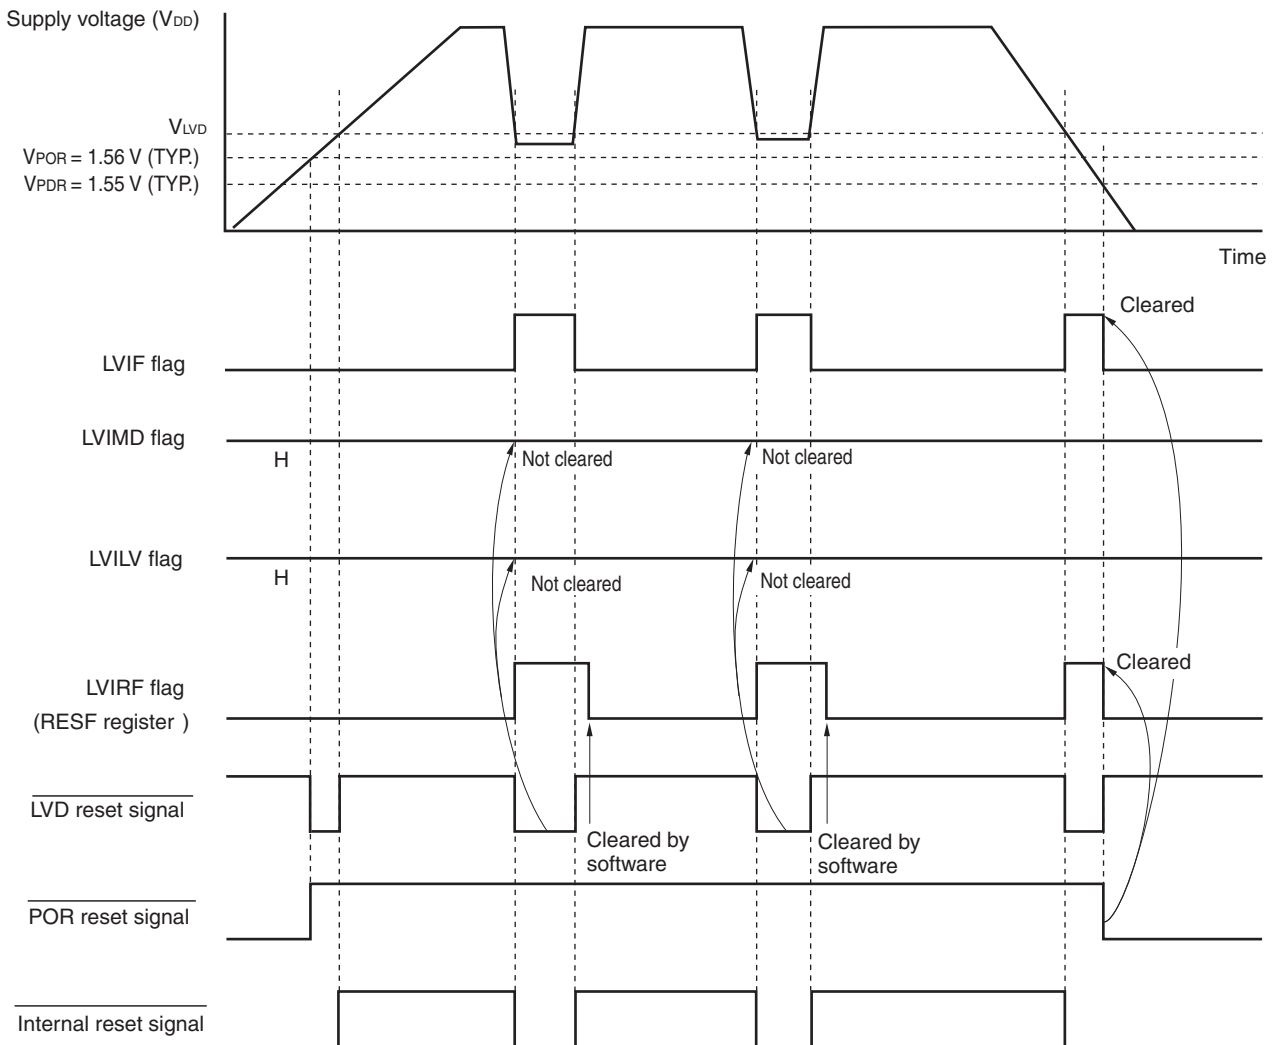 Supply voltage (VDD)
VLVD
VPOR = 1.56 V (TYP.)
VPDR = 1.55 V (TYP.)
Time
Cleared
LVIF flag
LVIMD flag
H
Not cleared
Not cleared
LVILV flag
H
Not cleared
Not cleared
Cleared
LVIRF flag
(RESF register )
LVD reset signal
Cleared by
software
Cleared by
software
POR reset signal
Internal reset signal